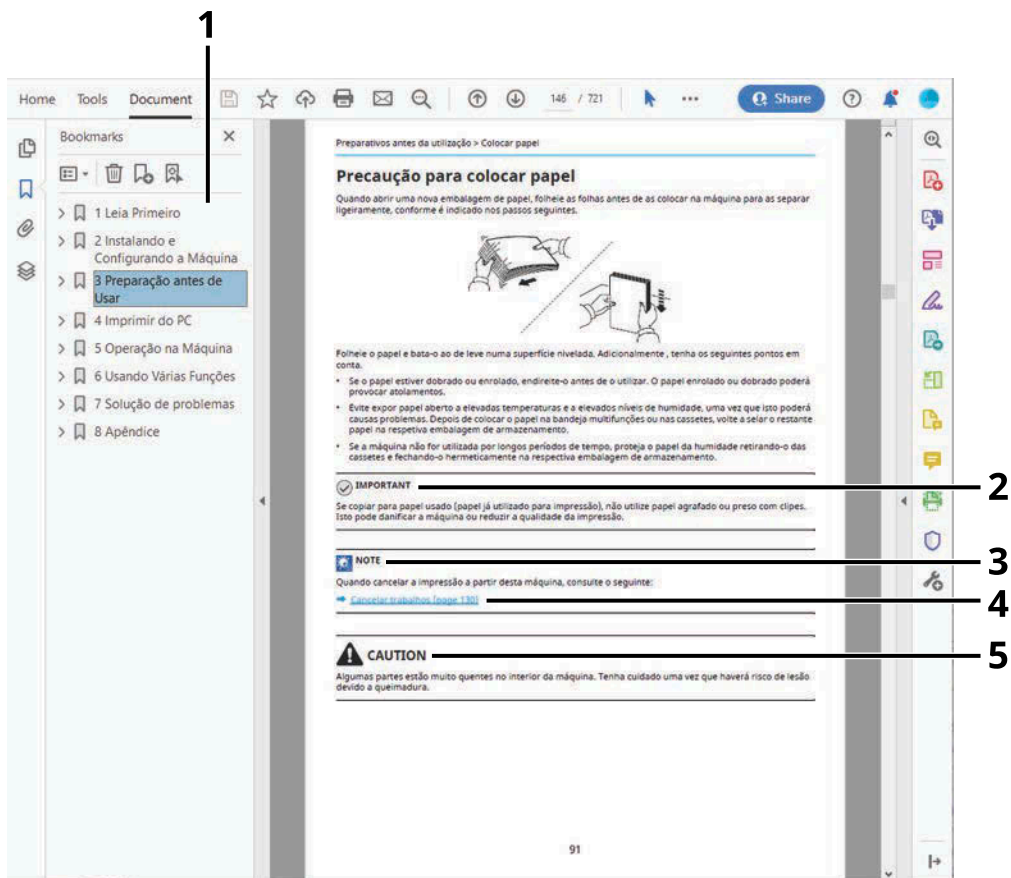 1
Home Tools Document 146 / 721 Share
Bookmarks
1 Leia Primeiro
2 Instalando e
Configurando a Máquina
3 Preparação antes de
Usar
4 Imprimir do PC
5 Operação na Máquina
6 Usando Várias Funções
7 Solução de problemas
8 Apêndice
Preparativos antes da utilização > Colocar papel
Precaução para colocar papel
Quando abrir uma nova embalagem de papel, folheie as folhas antes de as colocar na máquina para as separar
ligeiramente, conforme é indicado nos passos seguintes.
Folheie o papel e bata-o ao de leve numa superfície nivelada. Adicionalmente , tenha os seguintes pontos em
conta.
• Se o papel estiver dobrado ou enrolado, endireite-o antes de o utilizar. O papel enrolado ou dobrado poderá
provocar atolamentos.
• Evite expor papel aberto a elevadas temperaturas e a elevados níveis de humidade, uma vez que isto poderá
causas problemas. Depois de colocar o papel na bandeja multifunções ou nas cassetes, volte a selar o restante
papel na respetiva embalagem de armazenamento.
• Se a máquina não for utilizada por longos períodos de tempo, proteja o papel da humidade retirando-o das
cassetes e fechando-o hermeticamente na respectiva embalagem de armazenamento.
IMPORTANT
2
Se copiar para papel usado (papel já utilizado para impressão), não utilize papel agrafado ou preso com clipes.
Isto pode danificar a máquina ou reduzir a qualidade da impressão.
NOTE
3
Quando cancelar a impressão a partir desta máquina, consulte o seguinte:
Cancelar trabalhos (page 130)
4
CAUTION
5
Algumas partes estão muito quentes no interior da máquina. Tenha cuidado uma vez que haverá risco de lesão
devido a queimadura.
91